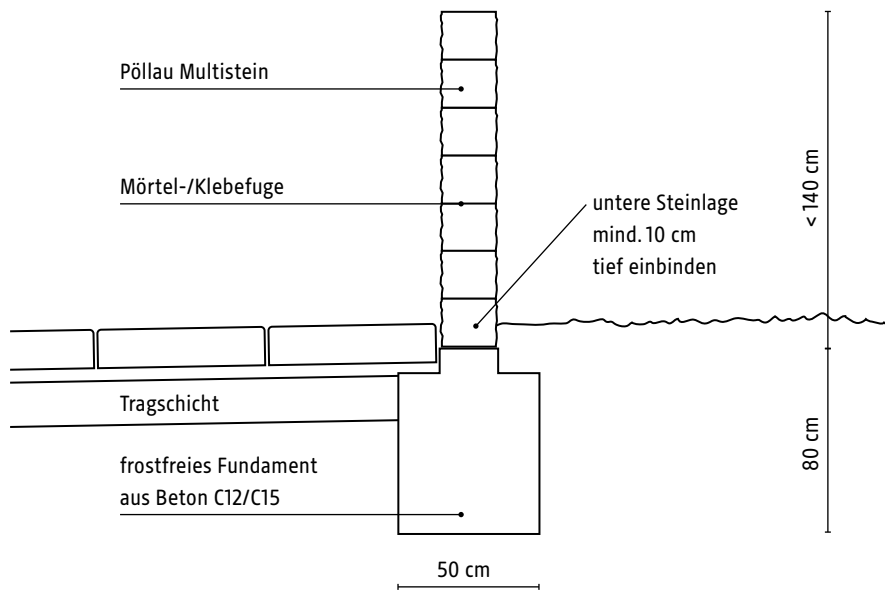 Pöllau Multistein
Mörtel-/Klebefuge
untere Steinlage
mind. 10 cm
tief einbinden
< 140 cm
Tragschicht
80 cm
frostfreies Fundament
aus Beton C12/C15
50 cm